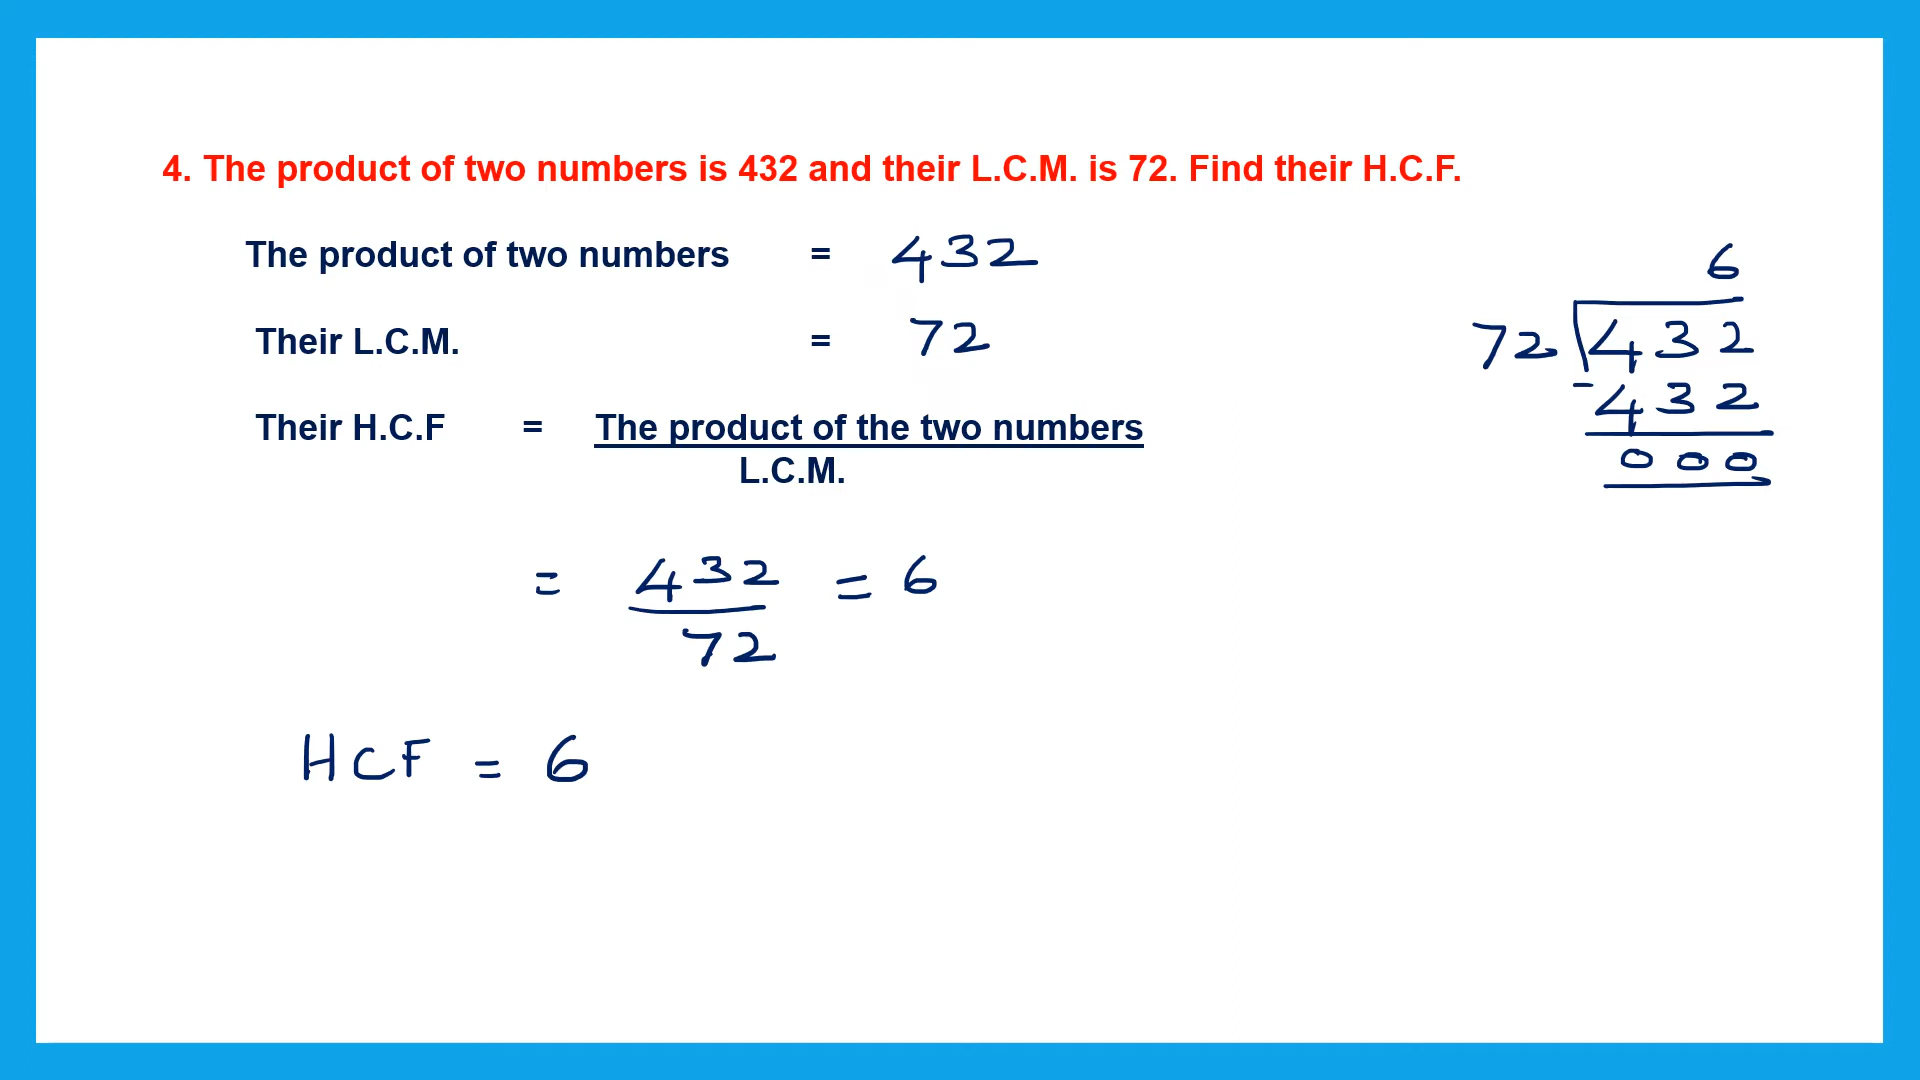 4. The product of two numbers is 432 and their L.C.M. is 72. Find their H.C.F.
The product of two numbers = 432
Their L.C.M. = 72
Their H.C.F = The product of the two numbers
L.C.M.
= 432 = 6
72
HCF = 6
6
72 432
- 432
000